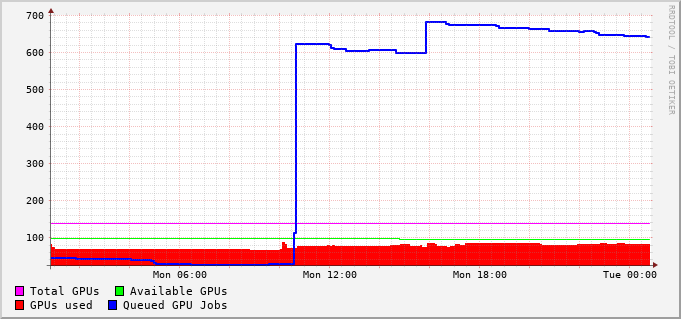 700
600
500
400
300
200
100
Mon 06:00 Mon 12:00 Mon 18:00 Tue 00:00
Total GPUs Available GPUs
GPUs used Queued GPU Jobs
RRDTOOL / TOBI OETIKER